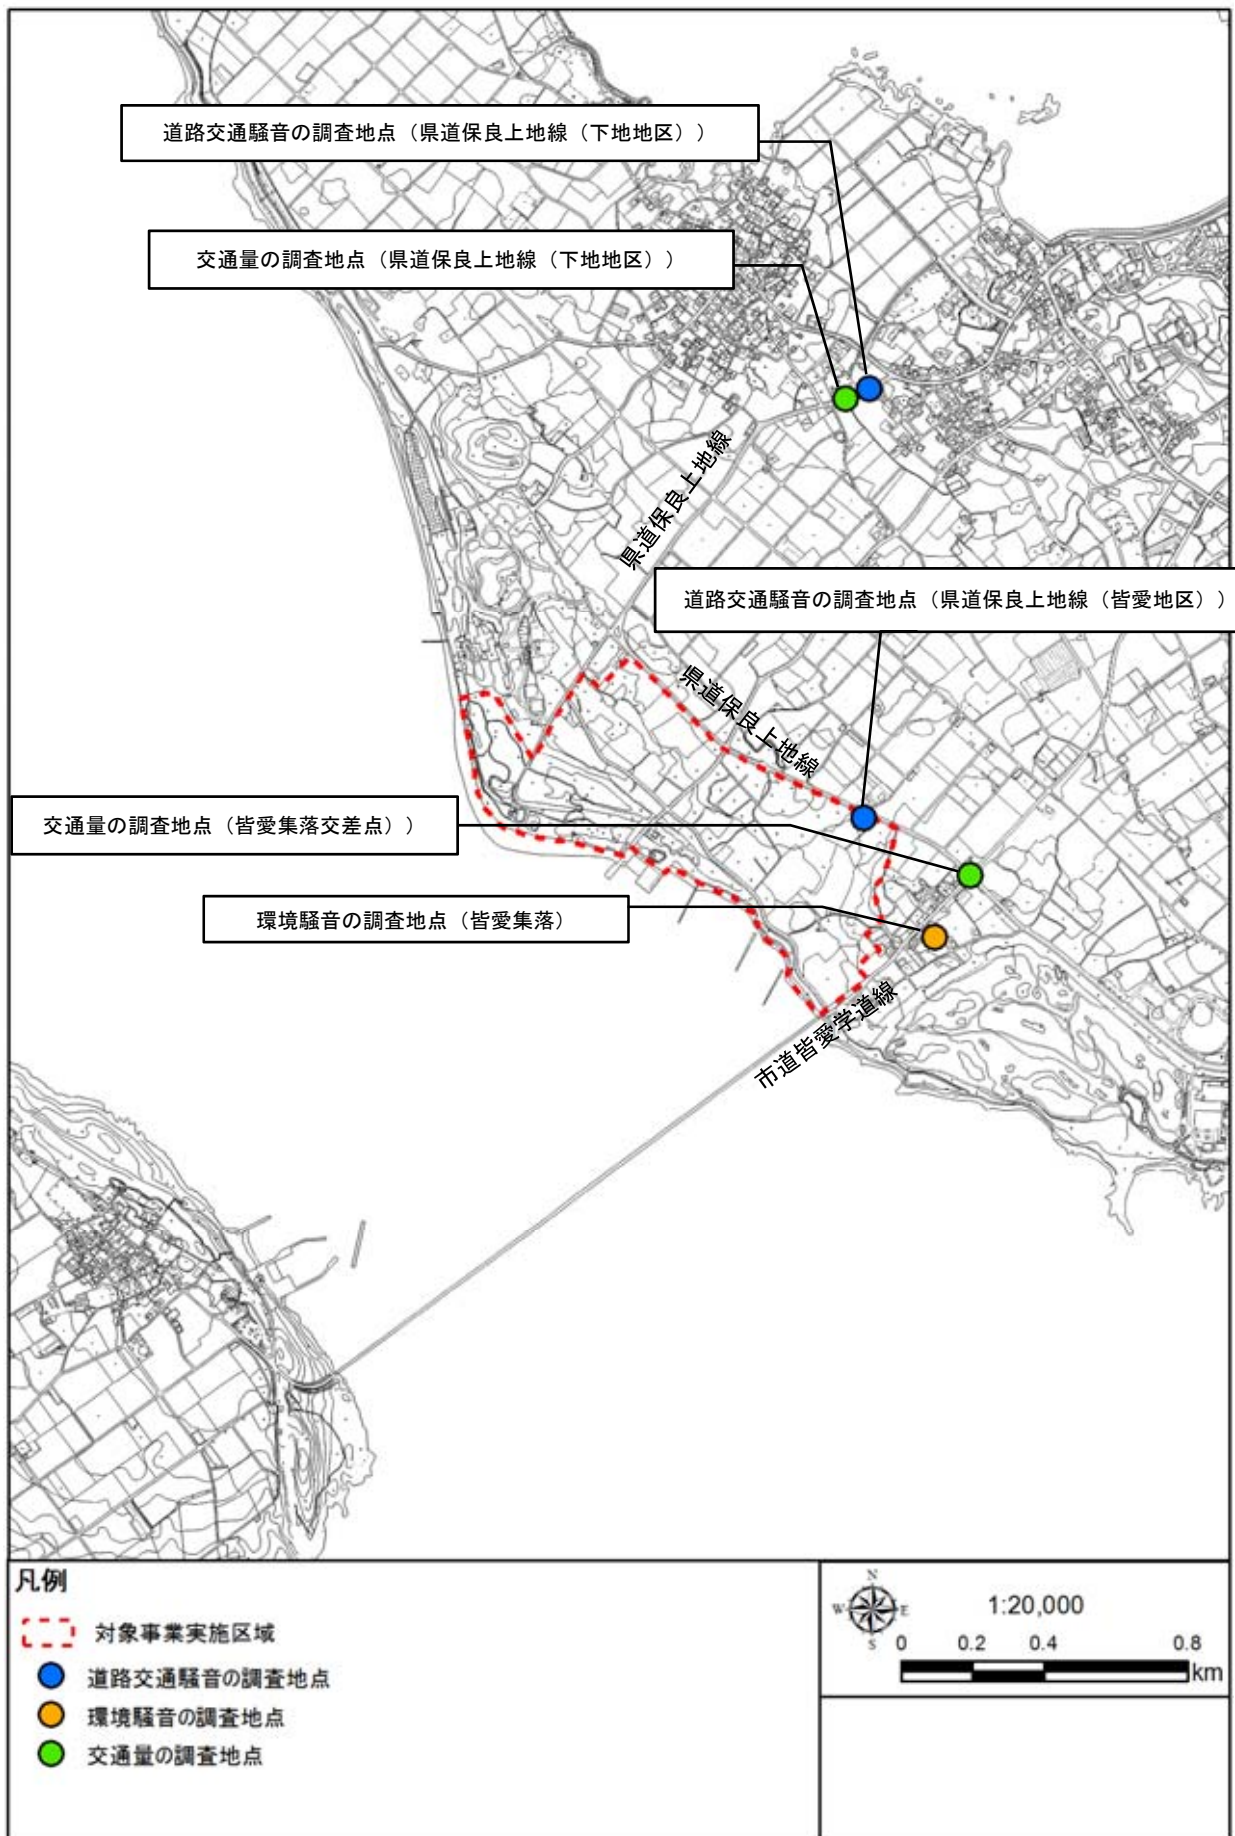 道路交通騒音の調査地点（県道保良上地線（下地地区））
交通量の調査地点（県道保良上地線（下地地区））
県道保良上地線
道路交通騒音の調査地点（県道保良上地線（皆愛地区））
県道保良上地線
交通量の調査地点（皆愛集落交差点））
環境騒音の調査地点（皆愛集落）
市道皆愛学道線
凡例
対象事業実施区域
道路交通騒音の調査地点
環境騒音の調査地点
交通量の調査地点
N
W E
S
1:20,000
0 0.2 0.4 0.8
km